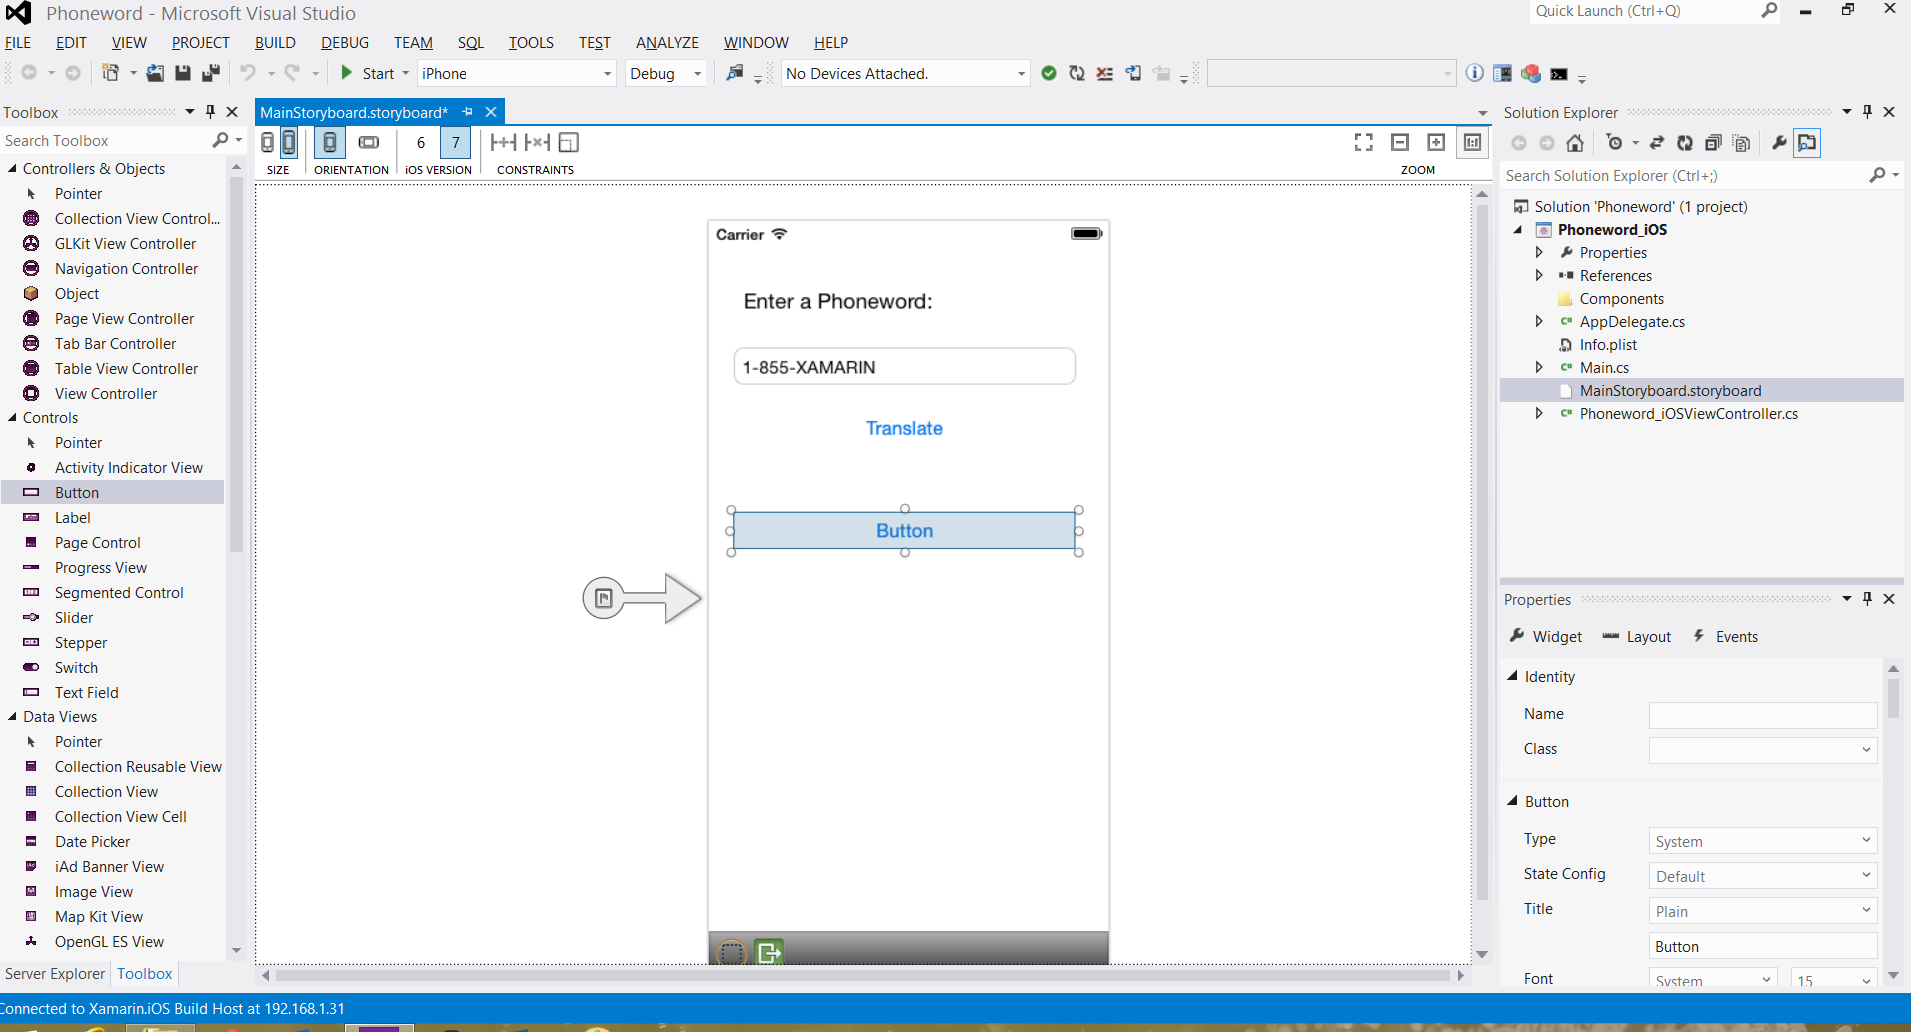 Phoneword - Microsoft Visual Studio
Quick Launch (Ctrl+Q)
FILE EDIT VIEW PROJECT BUILD DEBUG TEAM SQL TOOLS TEST ANALYZE WINDOW HELP
Start iPhone Debug No Devices Attached.
Toolbox
Search Toolbox
Controllers & Objects
Pointer
Collection View Control...
GLKit View Controller
Navigation Controller
Object
Page View Controller
Tab Bar Controller
Table View Controller
View Controller
Controls
Pointer
Activity Indicator View
Button
Label
Page Control
Progress View
Segmented Control
Slider
Stepper
Switch
Text Field
Data Views
Pointer
Collection Reusable View
Collection View
Collection View Cell
Date Picker
iAd Banner View
Image View
Map Kit View
OpenGL ES View
Server Explorer Toolbox
MainStoryboard.storyboard*
6 7
SIZE ORIENTATION iOS VERSION CONSTRAINTS ZOOM
Carrier
Enter a Phoneword:
1-855-XAMARIN
Translate
Button
Solution Explorer
Search Solution Explorer (Ctrl+;)
Solution 'Phoneword' (1 project)
Phoneword_iOS
Properties
References
Components
AppDelegate.cs
Info.plist
Main.cs
MainStoryboard.storyboard
Phoneword_iOSViewController.cs
Properties
Widget Layout Events
Identity
Name
Class
Button
Type System
State Config Default
Title Plain
Button
Font System 15
Connected to Xamarin.iOS Build Host at 192.168.1.31